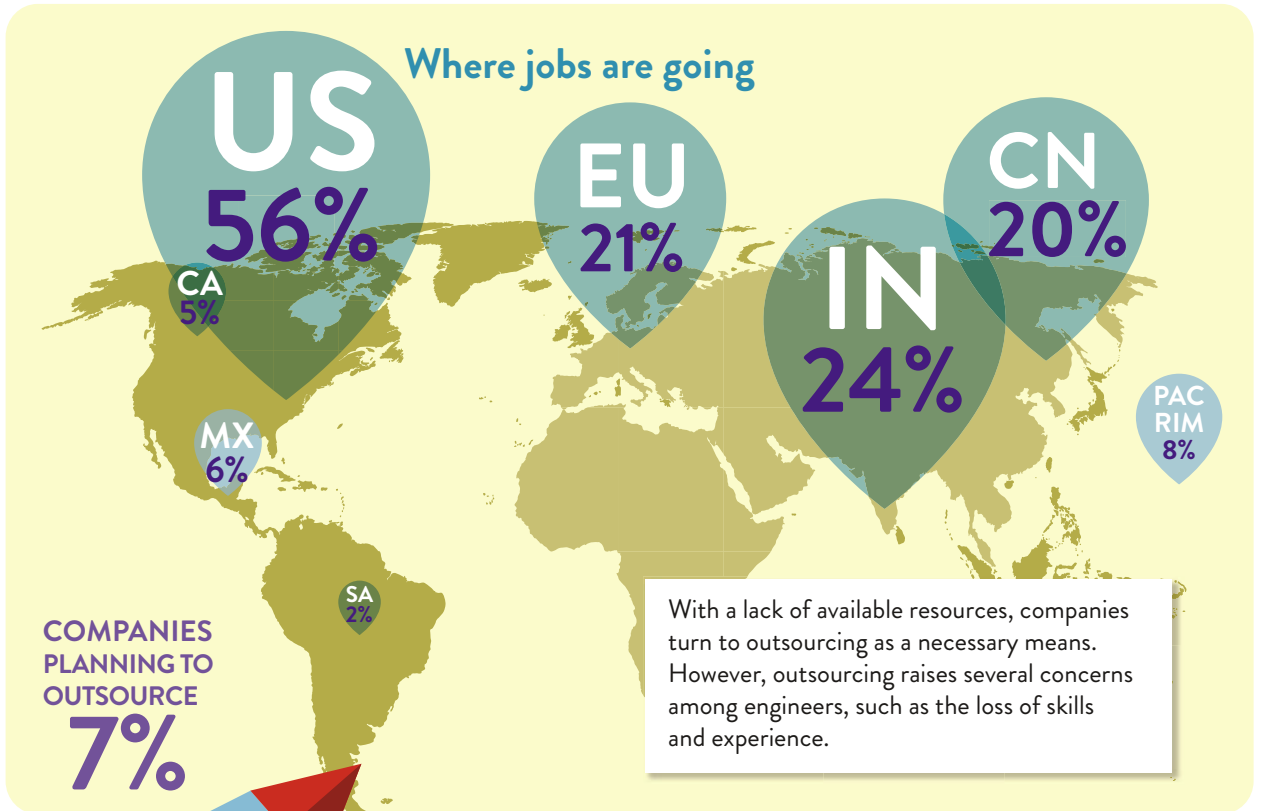 Where jobs are going
US
56%
CA
5%
MX
6%
SA
2%
EU
21%
IN
24%
CN
20%
PAC
RIM
8%
COMPANIES
PLANNING TO
OUTSOURCE
7%
With a lack of available resources, companies
turn to outsourcing as a necessary means.
However, outsourcing raises several concerns
among engineers, such as the loss of skills
and experience.